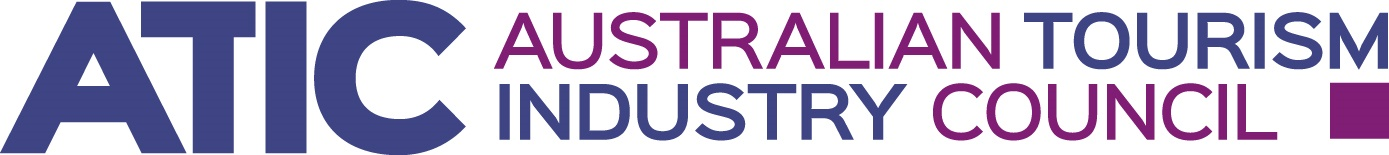 ATIC
AUSTRALIAN TOURISM
INDUSTRY COUNCIL